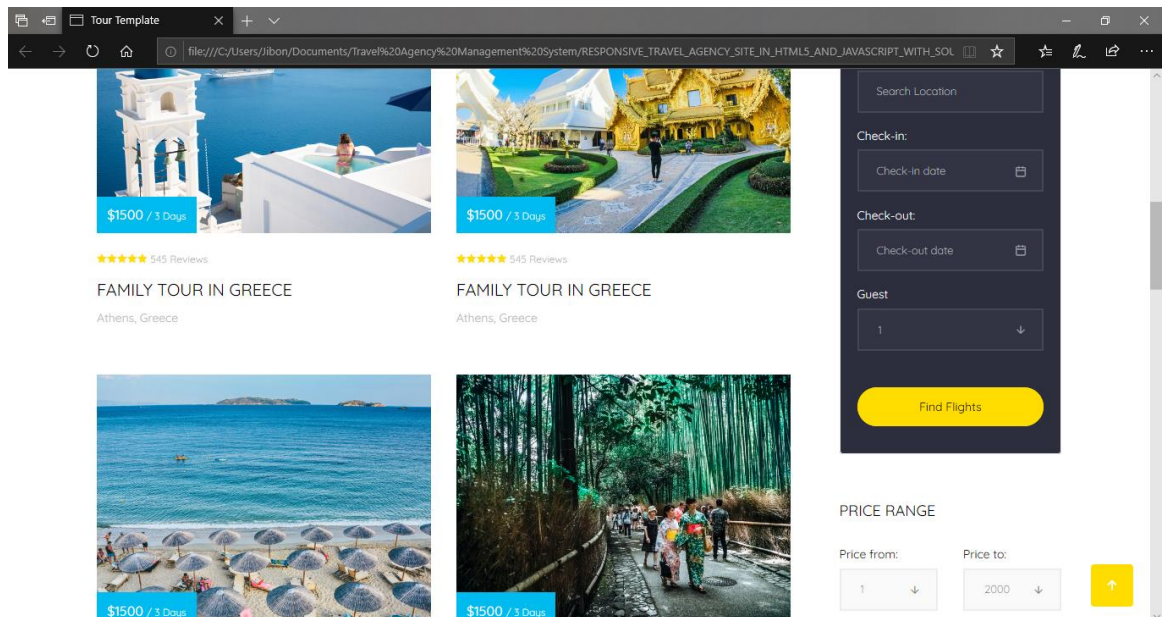 Tour Template
file:///C:/Users/Jibon/Documents/Travel%20Agency%20Management%20System/RESPONSIVE_TRAVEL_AGENCY_SITE_IN_HTML5_AND_JAVASCRIPT_WITH_SOL
$1500 / 3 Days
545 Reviews
FAMILY TOUR IN GREECE
Athens, Greece
$1500 / 3 Days
545 Reviews
FAMILY TOUR IN GREECE
Athens, Greece
$1500 / 3 Days
$1500 / 3 Days
Search Location
Check-in:
Check-in date
Check-out:
Check-out date
Guest
1
Find Flights
PRICE RANGE
Price from:
Price to:
1
2000